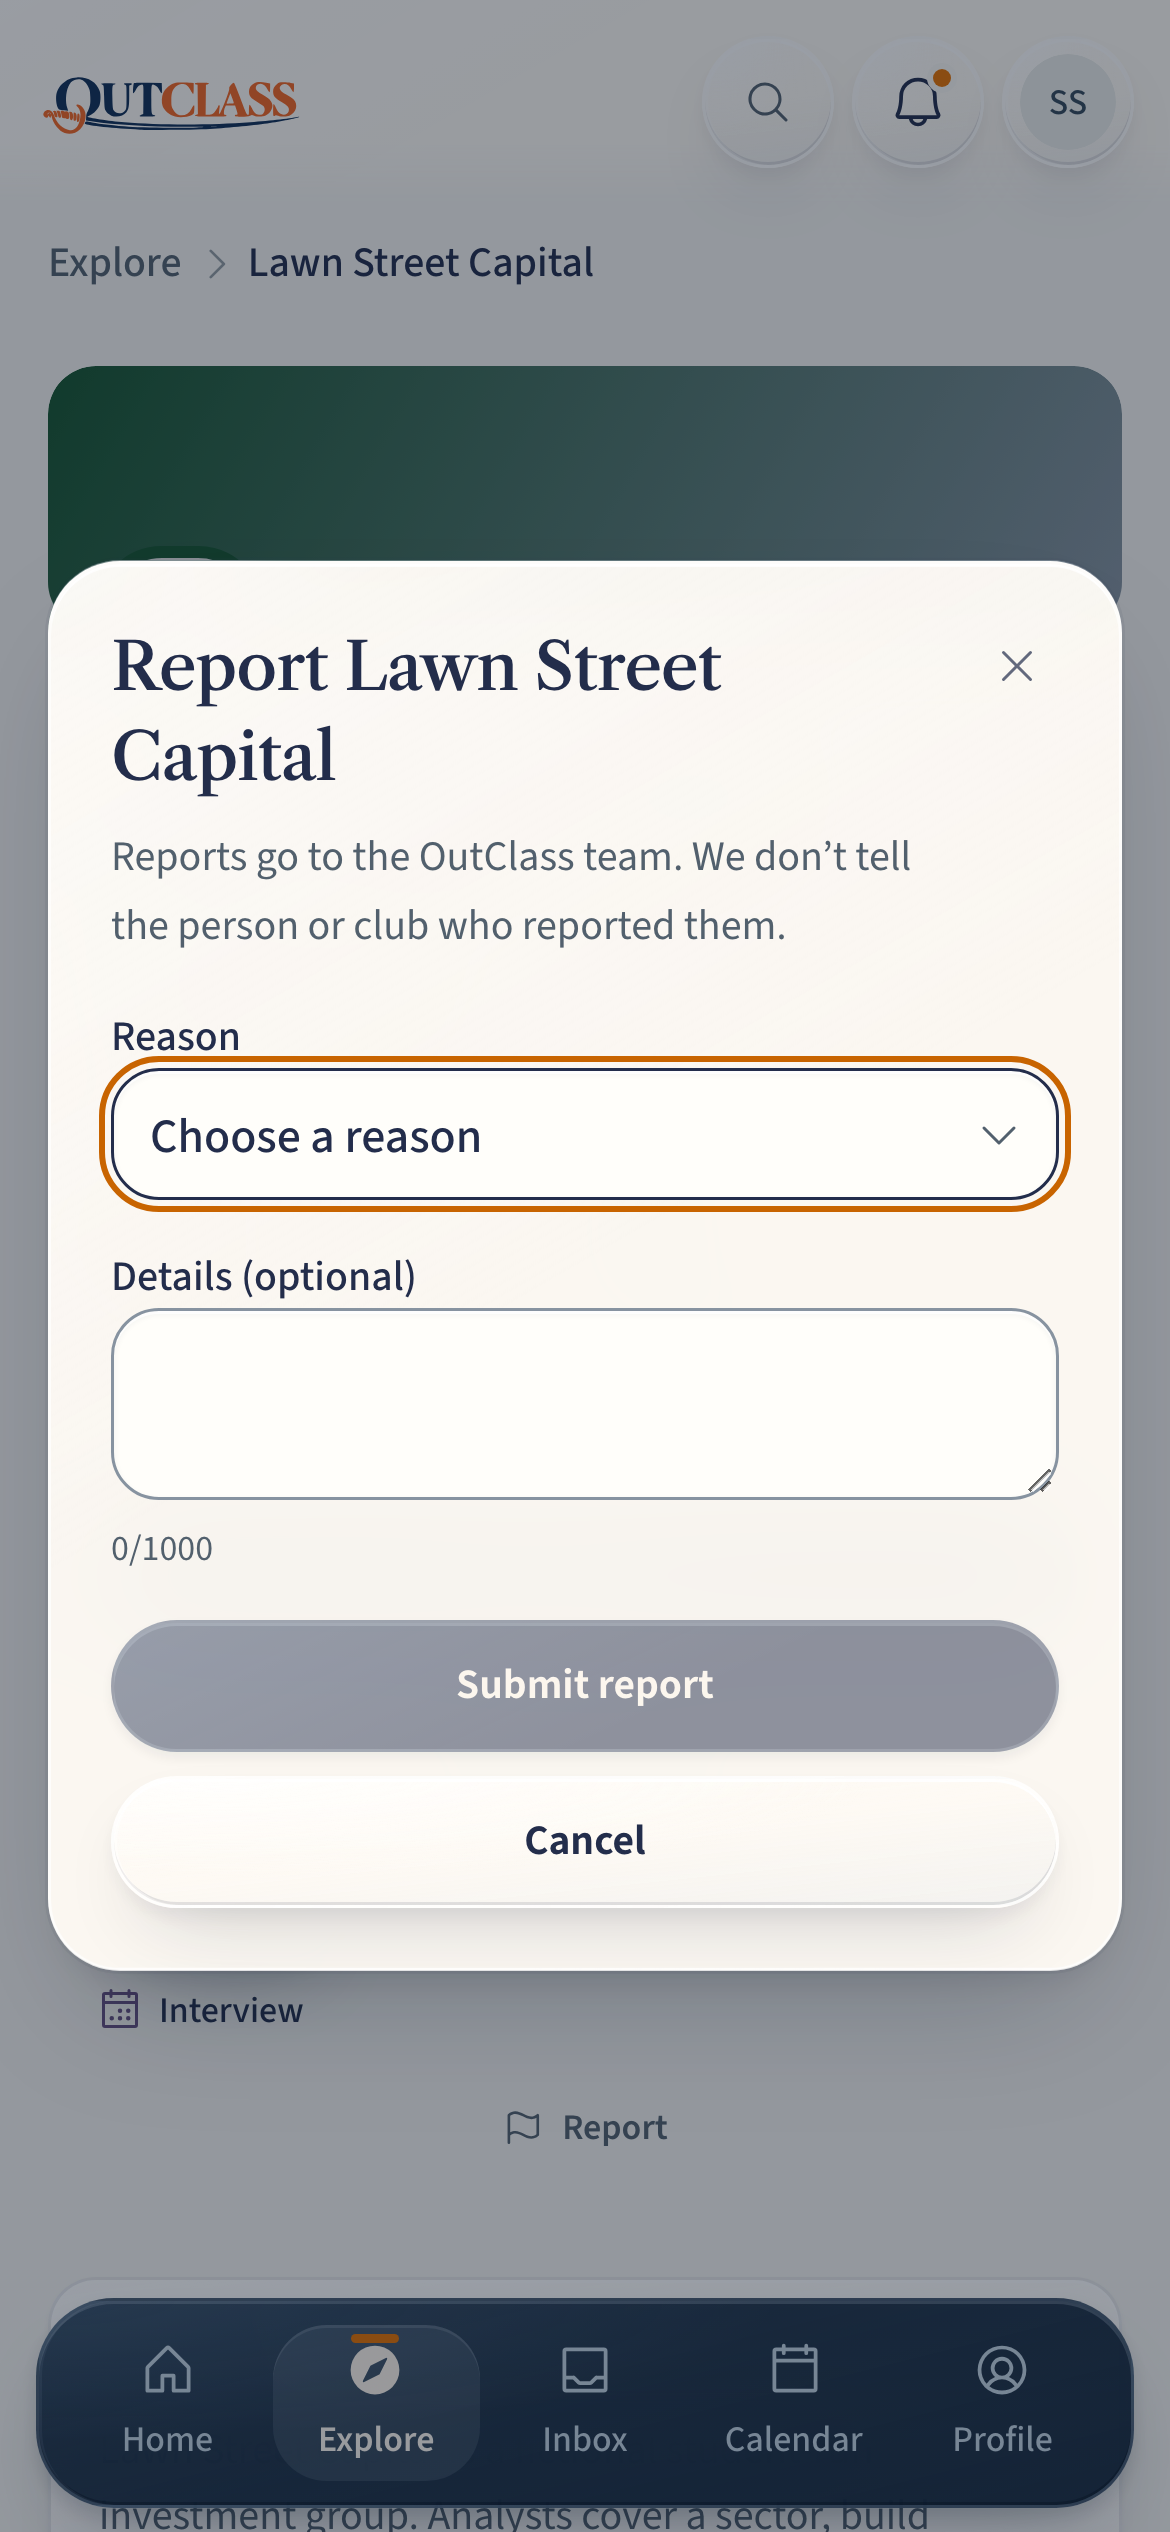 OUTCLASS
SS
Explore > Lawn Street Capital
Report Lawn Street
Capital
Reports go to the OutClass team. We don’t tell
the person or club who reported them.
Reason
Choose a reason
Details (optional)
0/1000
Submit report
Cancel
Interview
Report
Home
Explore
Inbox
Calendar
Profile
investment group. Analysts cover a sector, build